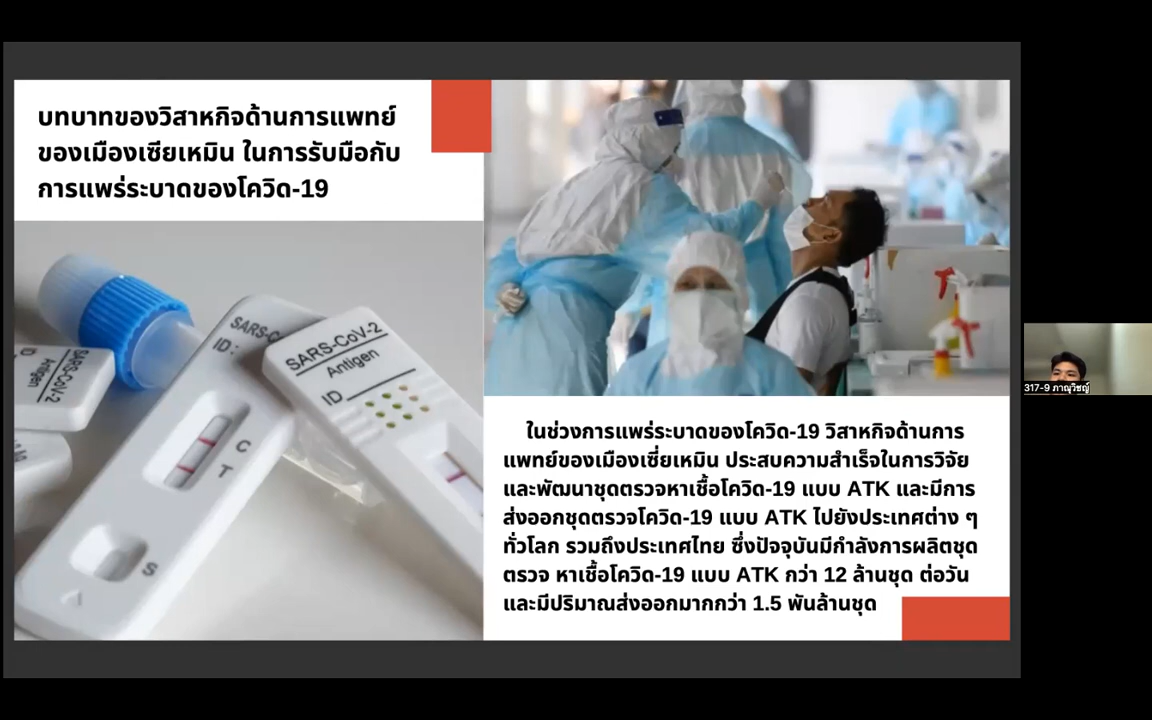 บทบาทของวิสาหกิจด้านการแพทย์
ของเมืองเซียเหมิน ในการรับมือกับ
การแพร่ระบาดของโควิด-19
SARS-CoV-2
Antigen
ID
SARS-C
ID:
C
T
S
SARS-CoV-2
Antigen
ID
ในช่วงการแพร่ระบาดของโควิด-19 วิสาหกิจด้านการ
แพทย์ของเมืองเซี่ยเหมิน ประสบความสำเร็จในการวิจัย
และพัฒนาชุดตรวจหาเชื้อโควิด-19 แบบ ATK และมีการ
ส่งออกชุดตรวจโควิด-19 แบบ ATK ไปยังประเทศต่าง ๆ
ทั่วโลก รวมถึงประเทศไทย ซึ่งปัจจุบันมีกำลังการผลิตชุด
ตรวจ หาเชื้อโควิด-19 แบบ ATK กว่า 12 ล้านชุด ต่อวัน
และมีปริมาณส่งออกมากกว่า 1.5 พันล้านชุด
317-9 ภาณุวิชญ์